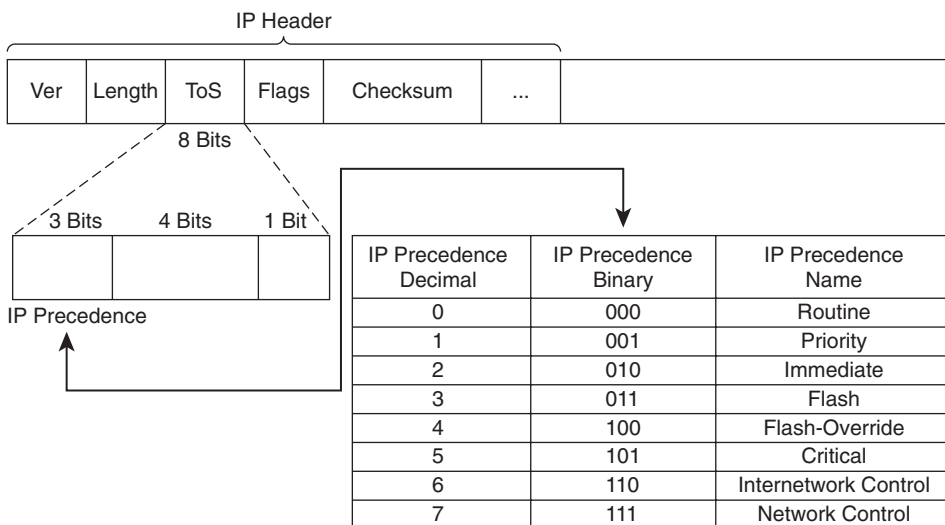 IP Header
Ver Length ToS Flags Checksum ...
8 Bits
3 Bits 4 Bits 1 Bit
IP Precedence
IP Precedence Decimal IP Precedence Binary IP Precedence Name
0 000 Routine
1 001 Priority
2 010 Immediate
3 011 Flash
4 100 Flash-Override
5 101 Critical
6 110 Internetwork Control
7 111 Network Control